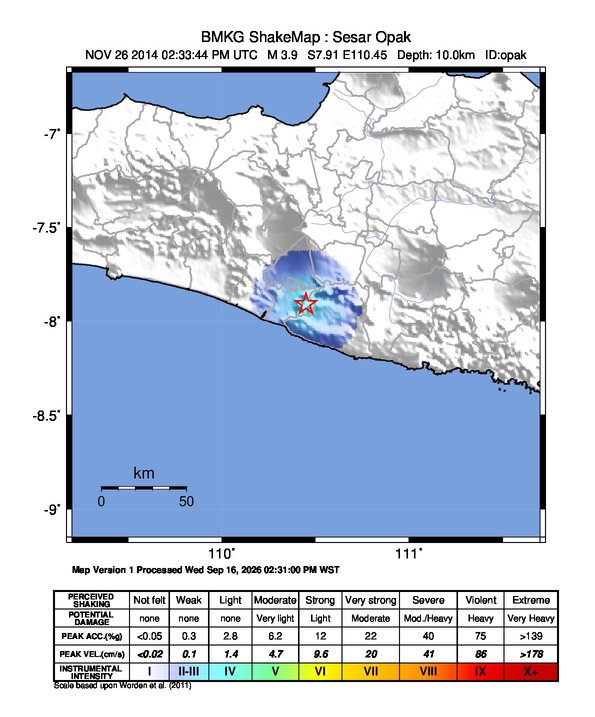 BMKG ShakeMap : Sesar Opak
NOV 26 2014 02:33:44 PM UTC M 3.9 S7.91 E110.45 Depth: 10.0km ID:opak
-7˚
-7.5˚
-8˚
-8.5˚
-9˚
km
0 50
110˚ 111˚
Map Version 1 Processed Wed Sep 16, 2026 02:31:00 PM WST
PERCEIVED SHAKING Not felt Weak Light Moderate Strong Very strong Severe Violent Extreme
POTENTIAL DAMAGE none none none Very light Light Moderate Mod./Heavy Heavy Very Heavy
PEAK ACC.(%g) <0.05 0.3 2.8 6.2 12 22 40 75 >139
PEAK VEL.(cm/s) <0.02 0.1 1.4 4.7 9.6 20 41 86 >178
INSTRUMENTAL INTENSITY I II-III IV V VI VII VIII IX X+
Scale based upon Worden et al. (2011)